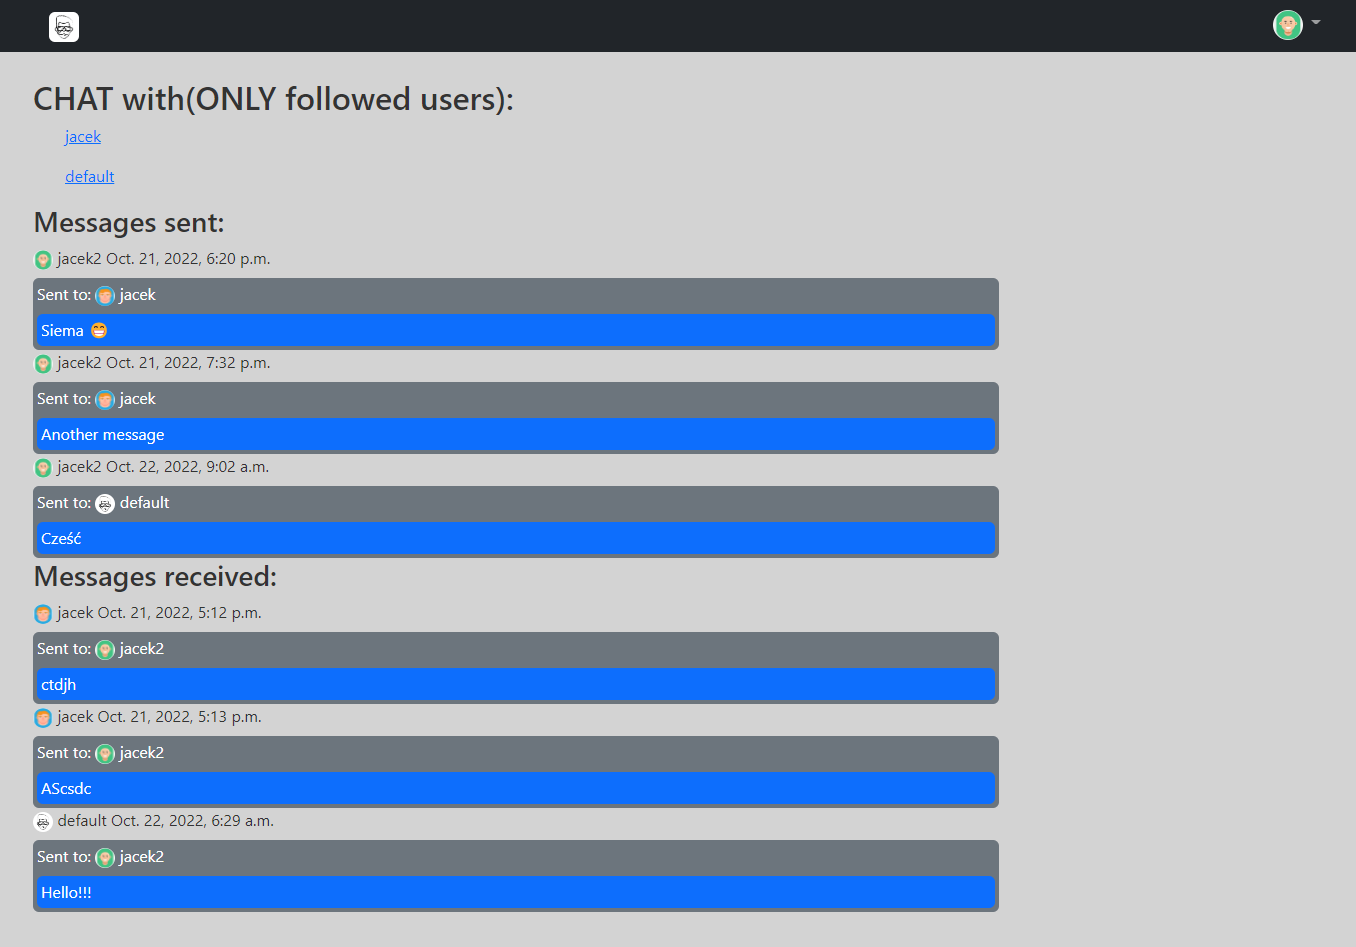 CHAT with(ONLY followed users):
jacek
default
Messages sent:
jacek2 Oct. 21, 2022, 6:20 p.m.
Sent to: jacek
Siema 😁
jacek2 Oct. 21, 2022, 7:32 p.m.
Sent to: jacek
Another message
jacek2 Oct. 22, 2022, 9:02 a.m.
Sent to: default
Cześć
Messages received:
jacek Oct. 21, 2022, 5:12 p.m.
Sent to: jacek2
ctdjh
jacek Oct. 21, 2022, 5:13 p.m.
Sent to: jacek2
AScsdc
default Oct. 22, 2022, 6:29 a.m.
Sent to: jacek2
Hello!!!